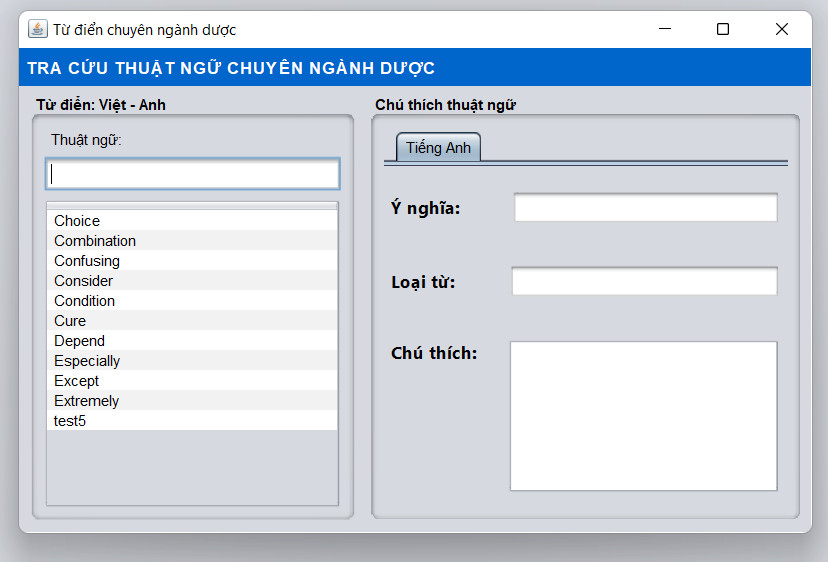 Từ điển chuyên ngành dược
TRA CỨU THUẬT NGỮ CHUYÊN NGÀNH DƯỢC
Từ điển: Việt - Anh
Thuật ngữ:
Choice
Combination
Confusing
Consider
Condition
Cure
Depend
Especially
Except
Extremely
test5
Chú thích thuật ngữ
Tiếng Anh
Ý nghĩa:
Loại từ:
Chú thích: